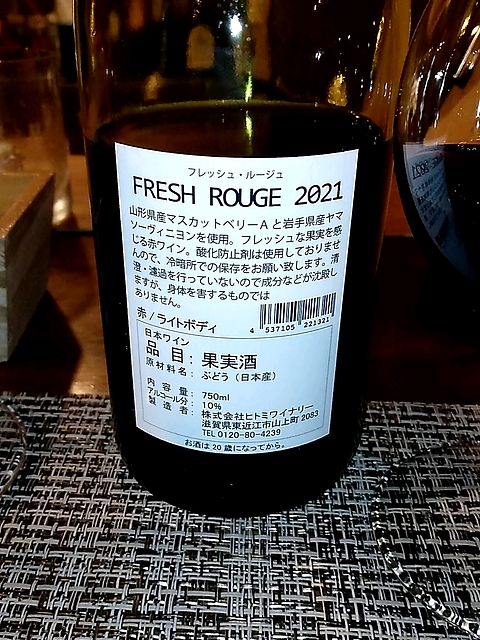 フレッシュ・ルージュ
FRESH ROUGE 2021
山形県産マスカットベリーAと岩手県産ヤマ
ソーヴィニヨンを使用。フレッシュな果実を感
じる赤ワイン。酸化防止剤は使用しておりませ
んので、冷暗所での保存をお願い致します。清
澄・濾過を行っていないので成分などが沈殿し
ますが、身体を害するものでは
ありません。
赤/ライトボディ
4 537105 221321
日本ワイン
品目：果実酒
原材料名：ぶどう（日本産）
内容量：750ml
アルコール分：10%
製造者：株式会社ヒトミワイナリー
滋賀県東近江市山上町2083
TEL 0120-80-4239
お酒は20歳になってから。